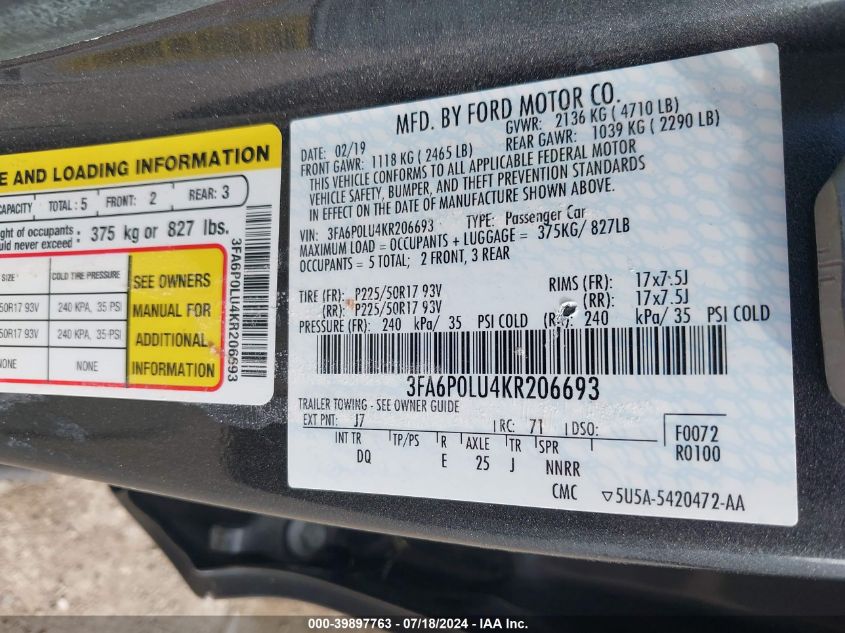 E AND LOADING INFORMATION
CAPACITY TOTAL : 5 FRONT: 2 REAR: 3
ght of occupants 375 kg or 827 lbs.
ould never exceed :
SIZE COLD TIRE PRESSURE
50R17 93V 240 KPA, 35 PSI
50R17 93V 240 KPA, 35 PSI
NONE NONE
SEE OWNERS
MANUAL FOR
ADDITIONAL
INFORMATION
3FA6P0LU4KR206693
MFD. BY FORD MOTOR CO.
DATE: 02/19 GVWR: 2136 KG ( 4710 LB)
FRONT GAWR: 1118 KG ( 2465 LB) REAR GAWR: 1039 KG ( 2290 LB)
THIS VEHICLE CONFORMS TO ALL APPLICABLE FEDERAL MOTOR
VEHICLE SAFETY, BUMPER, AND THEFT PREVENTION STANDARDS
IN EFFECT ON THE DATE OF MANUFACTURE SHOWN ABOVE.
VIN: 3FA6P0LU4KR206693 TYPE: Passenger Car
MAXIMUM LOAD = OCCUPANTS + LUGGAGE = 375KG/ 827LB
OCCUPANTS = 5 TOTAL; 2 FRONT, 3 REAR
TIRE (FR): P225/50R17 93V RIMS (FR): 17x7.5J
(RR): P225/50R17 93V (RR): 17x7.5J
PRESSURE (FR): 240 kPa/ 35 PSI COLD (RR): 240 kPa/ 35 PSI COLD
3FA6P0LU4KR206693
TRAILER TOWING - SEE OWNER GUIDE
EXT PNT: J7 RC: 71 DSO:
F0072
R0100
INT TR TP/PS R AXLE TR SPR
DQ E 25 J NNRR
CMC ▽5U5A-5420472-AA
000-39897763 - 07/18/2024 - IAA Inc.